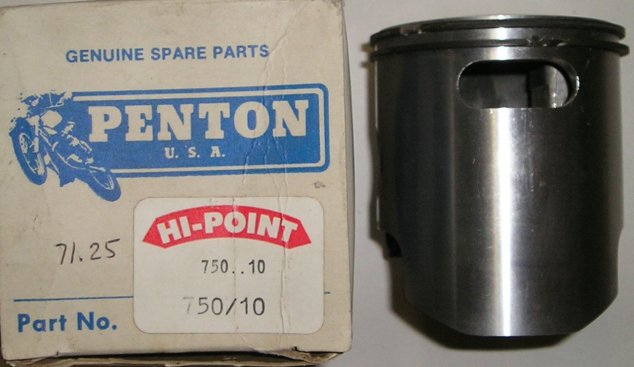 GENUINE SPARE PARTS
PENTON
U. S. A.
71.25
HI-POINT
750..10
750/10
Part No.